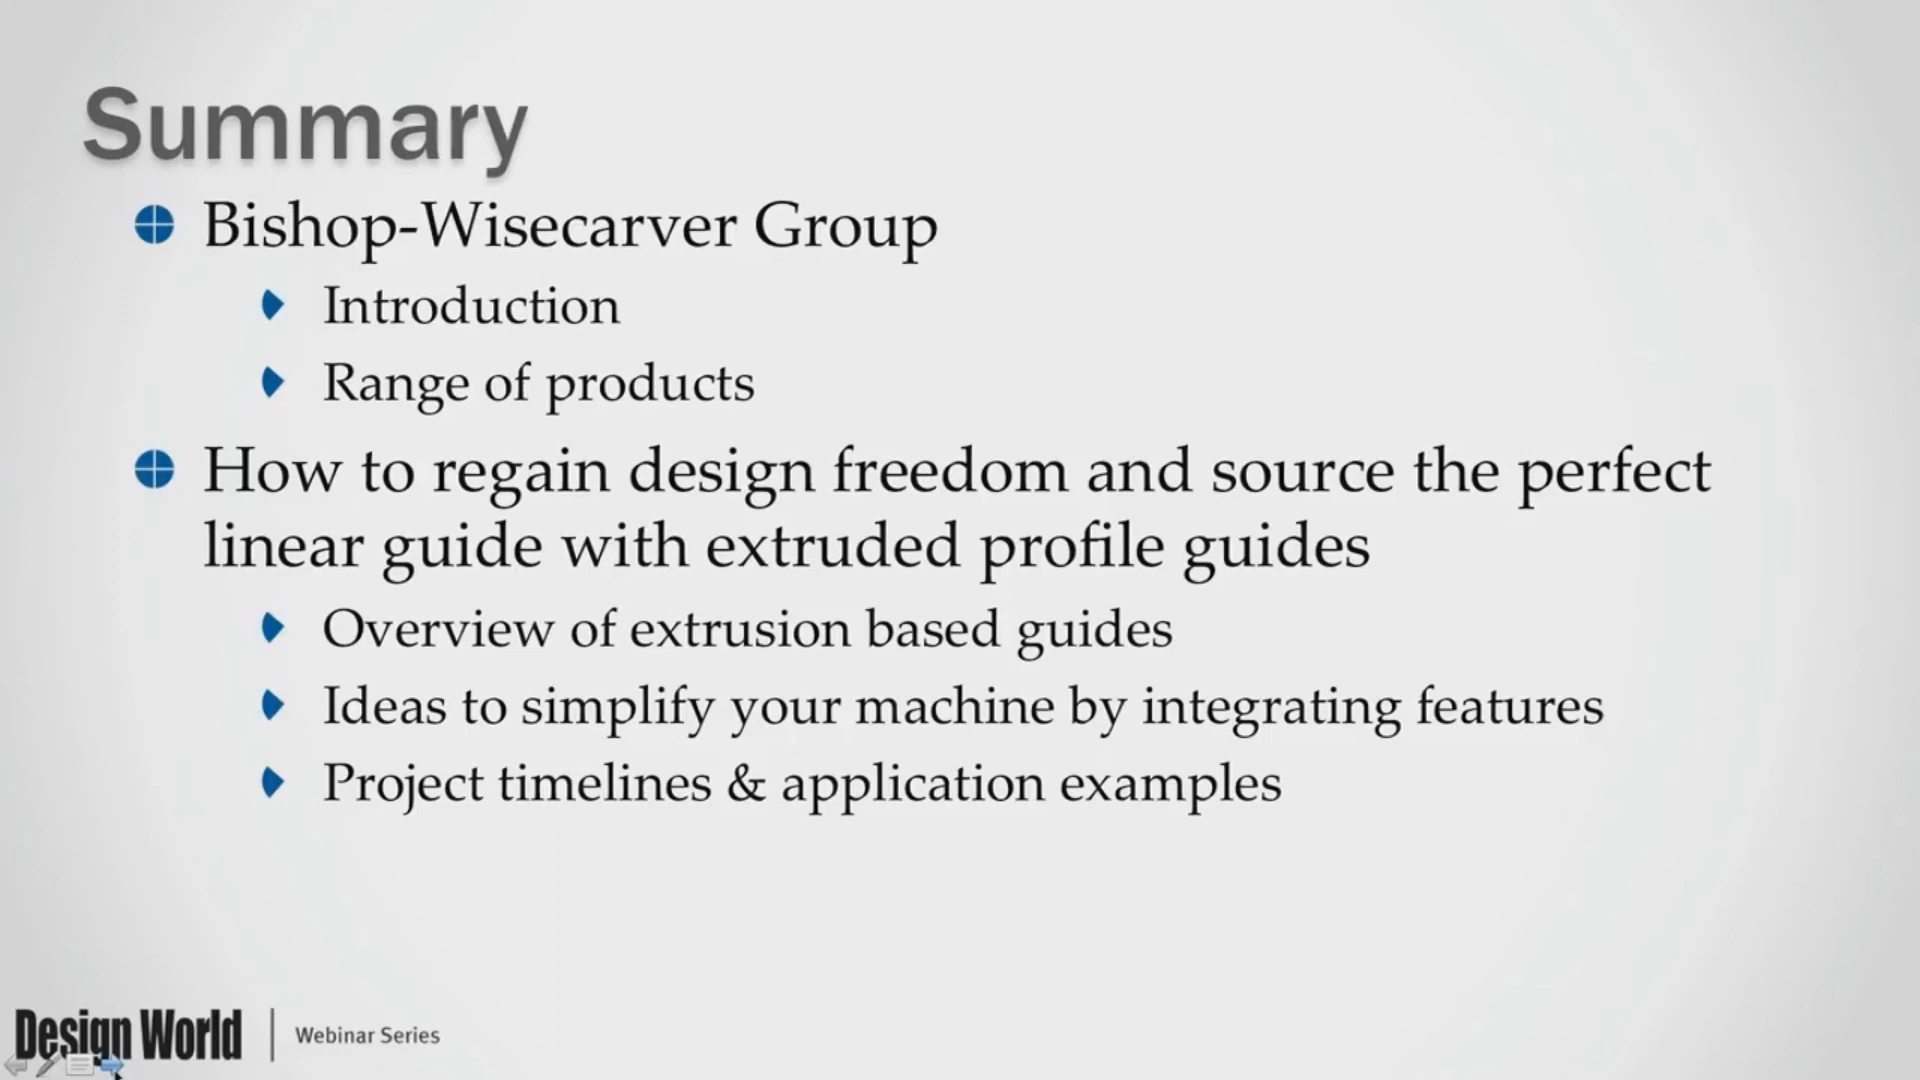 Summary
Bishop-Wisecarver Group
Introduction
Range of products
How to regain design freedom and source the perfect
linear guide with extruded profile guides
Overview of extrusion based guides
Ideas to simplify your machine by integrating features
Project timelines & application examples
Design World | Webinar Series